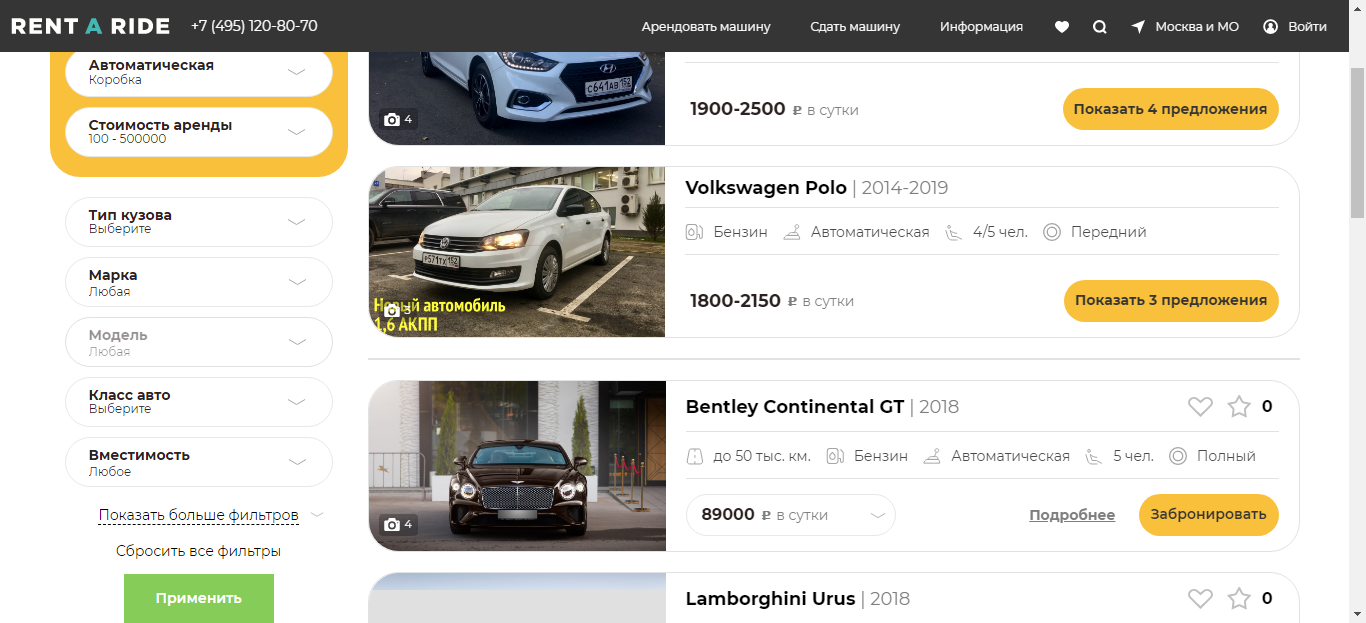 RENT A RIDE
+7 (495) 120-80-70
Арендовать машину
Сдать машину
Информация
Москва и МО
Войти
Автоматическая
Коробка
Стоимость аренды
100 - 500000
Тип кузова
Выберите
Марка
Любая
Модель
Любая
Класс авто
Выберите
Вместимость
Любое
Показать больше фильтров
Сбросить все фильтры
Применить
с641ав152
4
1900-2500 ₽ в сутки
Показать 4 предложения
Volkswagen Polo | 2014-2019
Бензин
Автоматическая
4/5 чел.
Передний
Новый автомобиль
1,6 АКПП
3
1800-2150 ₽ в сутки
Показать 3 предложения
Bentley Continental GT | 2018
0
до 50 тыс. км.
Бензин
Автоматическая
5 чел.
Полный
4
89000 ₽ в сутки
Подробнее
Забронировать
Lamborghini Urus | 2018
0